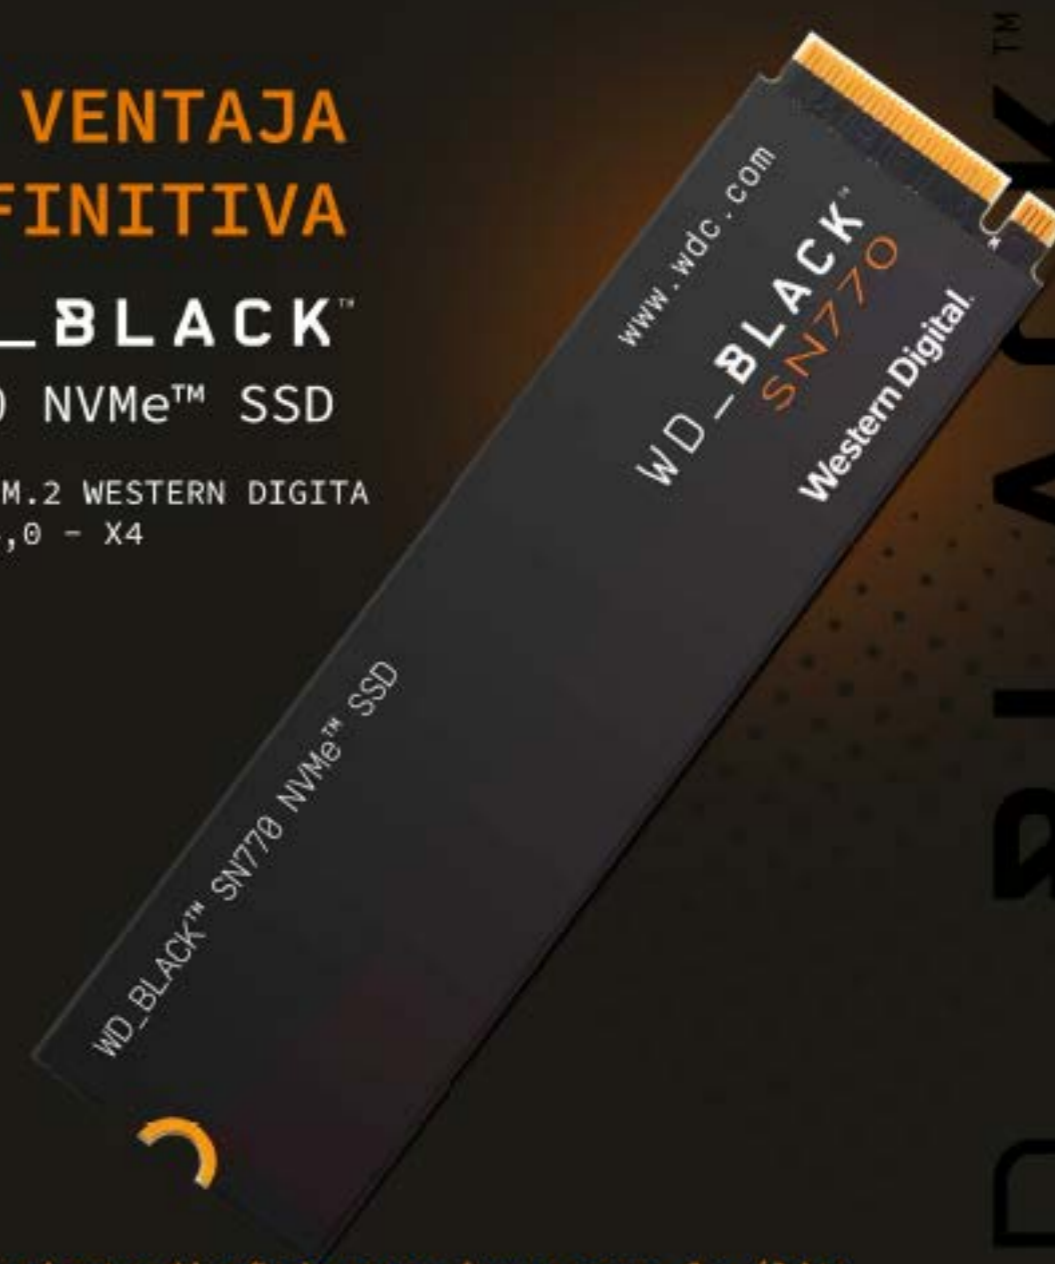 VENTAJA
FINITIVA
_BLACK™
NVMe™ SSD
M.2 WESTERN DIGITA
,0 - X4
www.wdc.com
WD_BLACK™
SN770
Western Digital.
WD_BLACK™ SN770 NVMe™ SSD